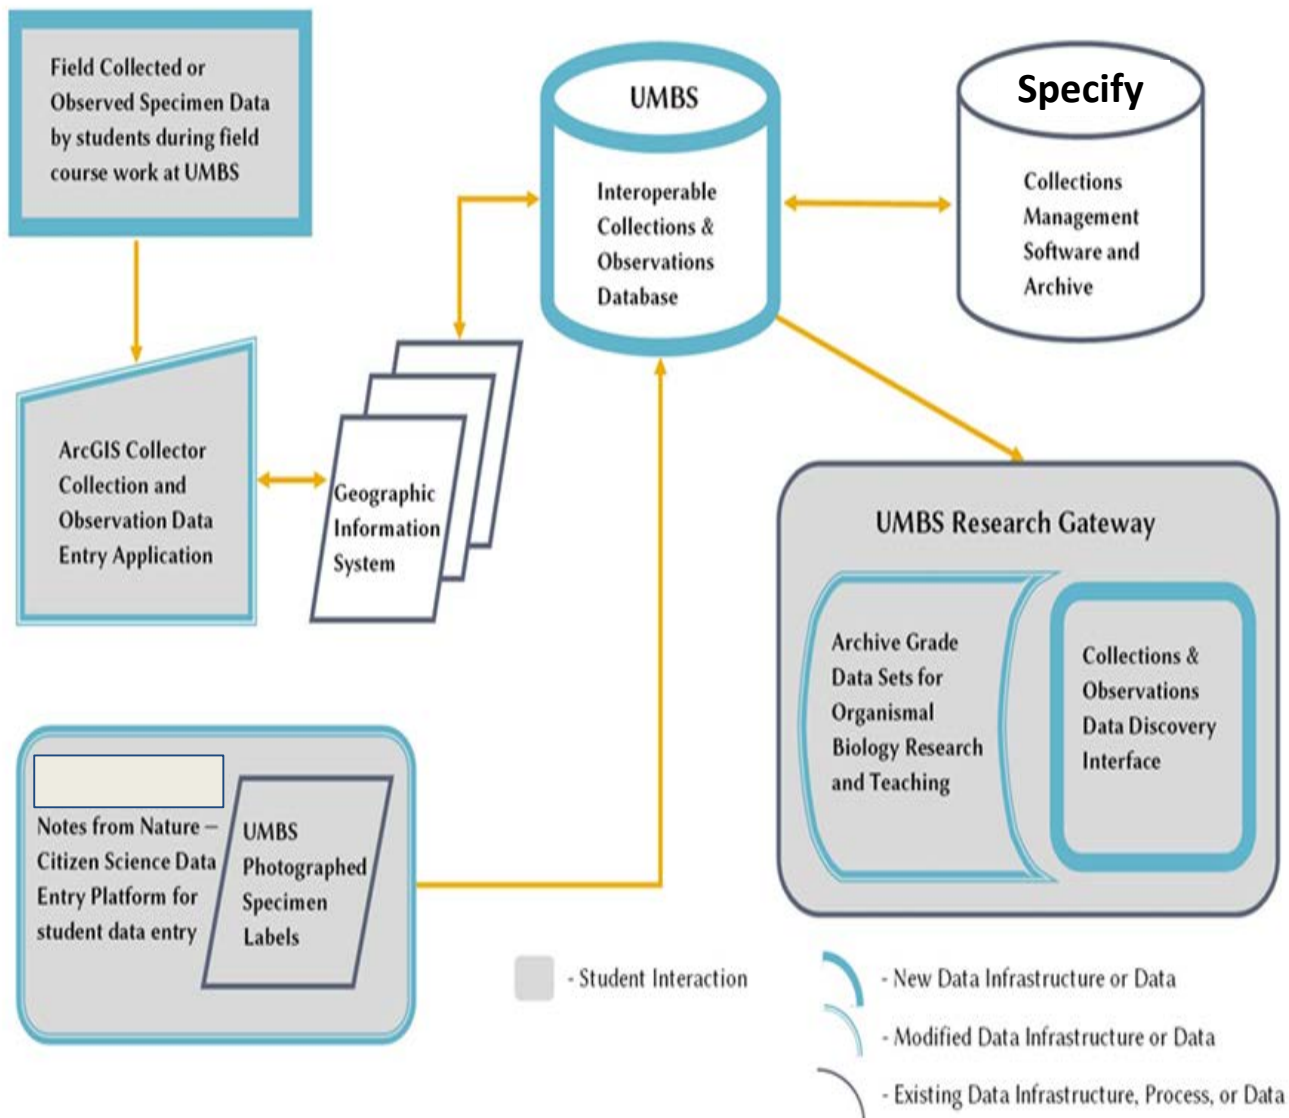 Field Collected or
Observed Specimen Data
by students during field
course work at UMBS
UMBS
Interoperable
Collections &
Observations
Database
Specify
Collections
Management
Software and
Archive
ArcGIS Collector
Collection and
Observation Data
Entry Application
Geographic
Information
System
UMBS Research Gateway
Archive Grade
Data Sets for
Organismal
Biology Research
and Teaching
Collections &
Observations
Data Discovery
Interface
Notes from Nature –
Citizen Science Data
Entry Platform for
student data entry
UMBS
Photographed
Specimen
Labels
- Student Interaction
- New Data Infrastructure or Data
- Modified Data Infrastructure or Data
- Existing Data Infrastructure, Process, or Data